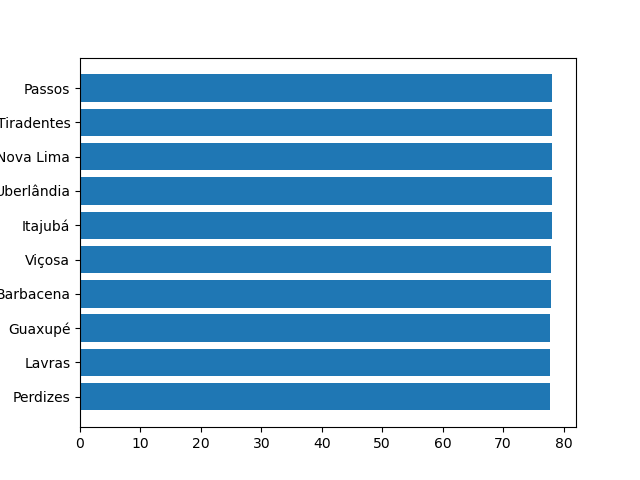 Passos
Tiradentes
Nova Lima
Uberlândia
Itajubá
Viçosa
Barbacena
Guaxupé
Lavras
Perdizes
0 10 20 30 40 50 60 70 80